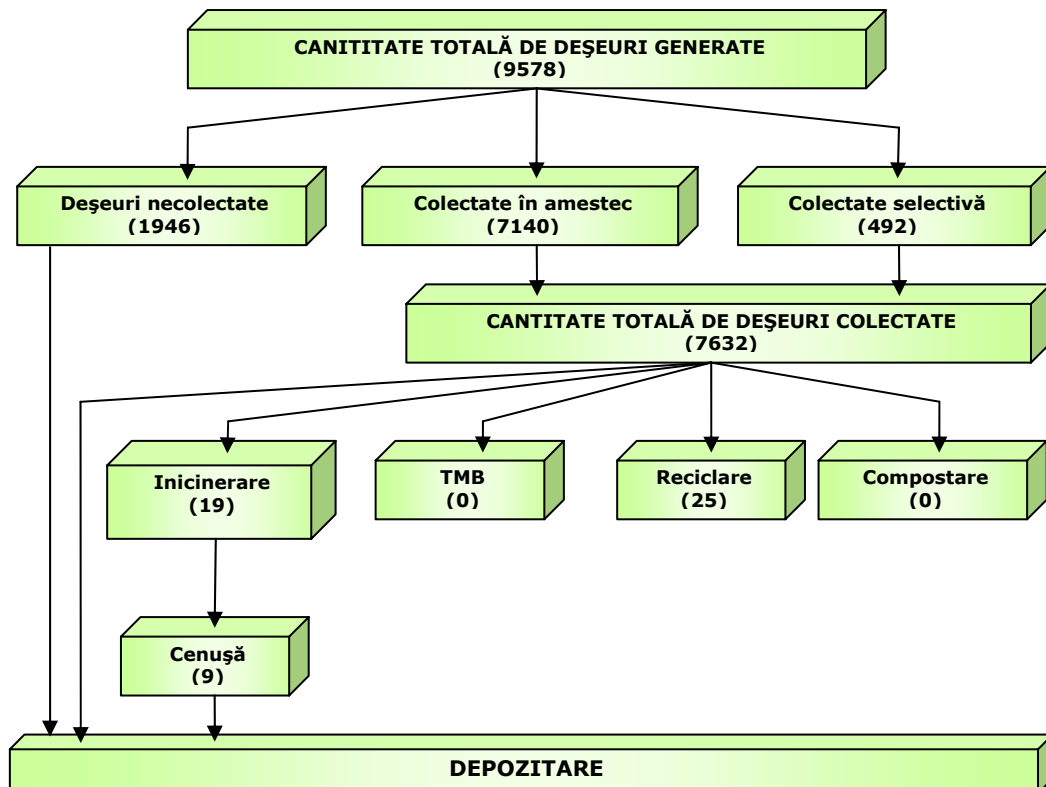 CANITITATE TOTALĂ DE DEŞEURI GENERATE
(9578)
Deşeuri necolectate
(1946)
Colectate în amestec
(7140)
Colectate selectivă
(492)
CANTITATE TOTALĂ DE DEŞEURI COLECTATE
(7632)
Inicinerare
(19)
TMB
(0)
Reciclare
(25)
Compostare
(0)
Cenuşă
(9)
DEPOZITARE